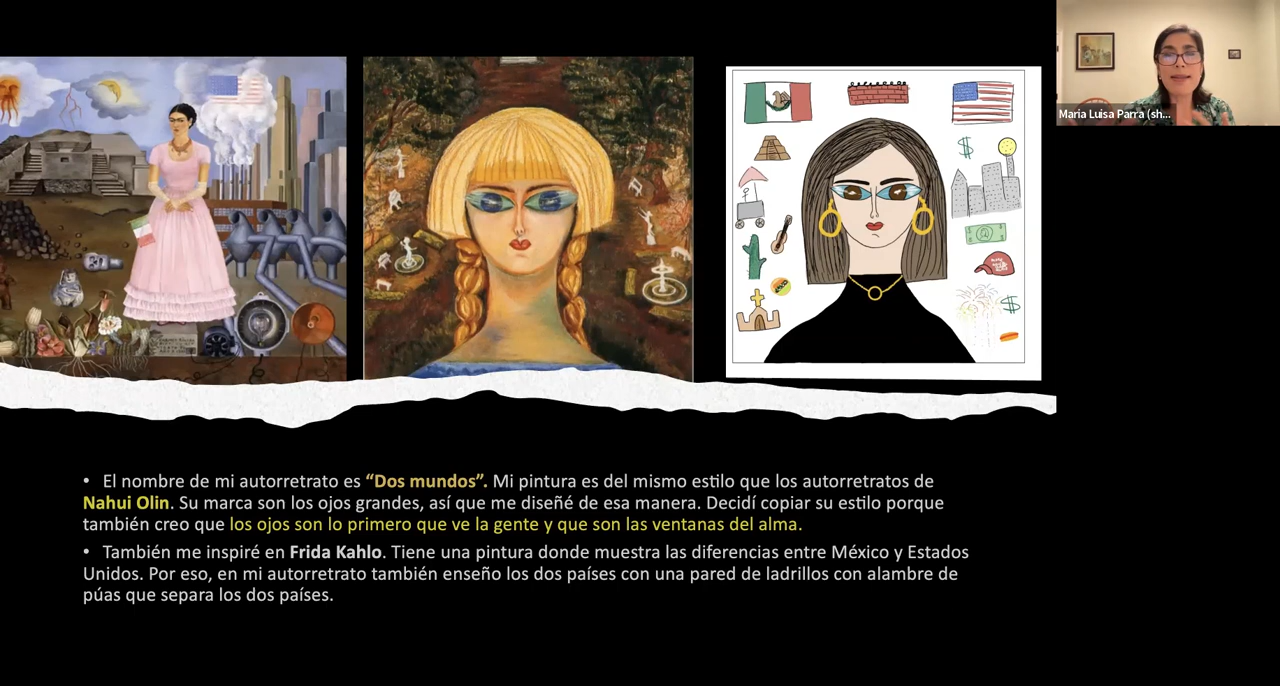 Maria Luisa Parra (sh...
• El nombre de mi autorretrato es “Dos mundos”. Mi pintura es del mismo estilo que los autorretratos de
Nahui Olin. Su marca son los ojos grandes, así que me diseñé de esa manera. Decidí copiar su estilo porque
también creo que los ojos son lo primero que ve la gente y que son las ventanas del alma.
• También me inspiré en Frida Kahlo. Tiene una pintura donde muestra las diferencias entre México y Estados
Unidos. Por eso, en mi autorretrato también enseño los dos países con una pared de ladrillos con alambre de
púas que separa los dos países.